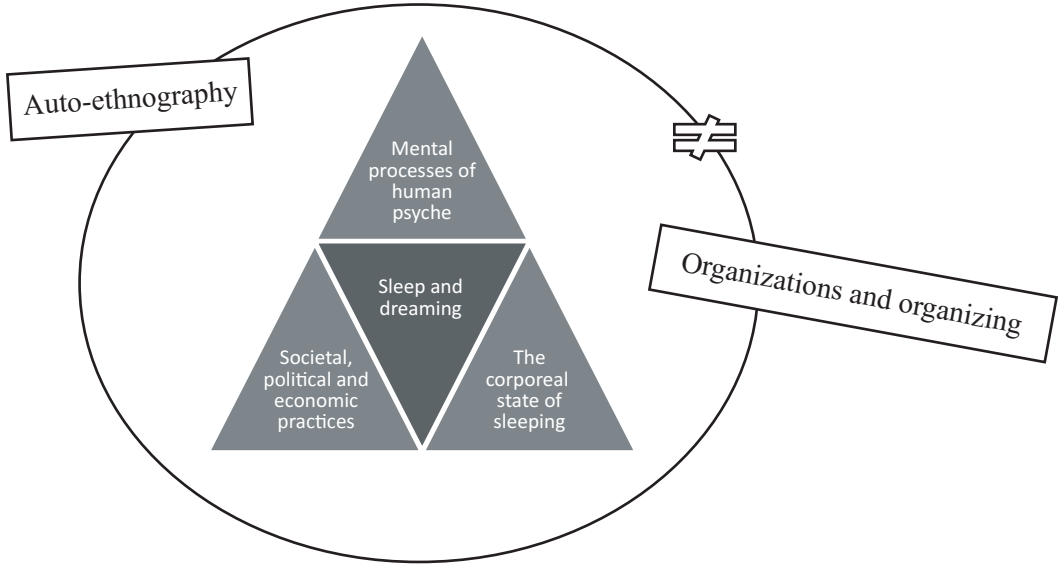 Auto-ethnography
Mental
processes of
human
psyche
≠
Organizations and organizing
Sleep and
dreaming
Societal,
political and
economic
practices
The
corporeal
state of
sleeping